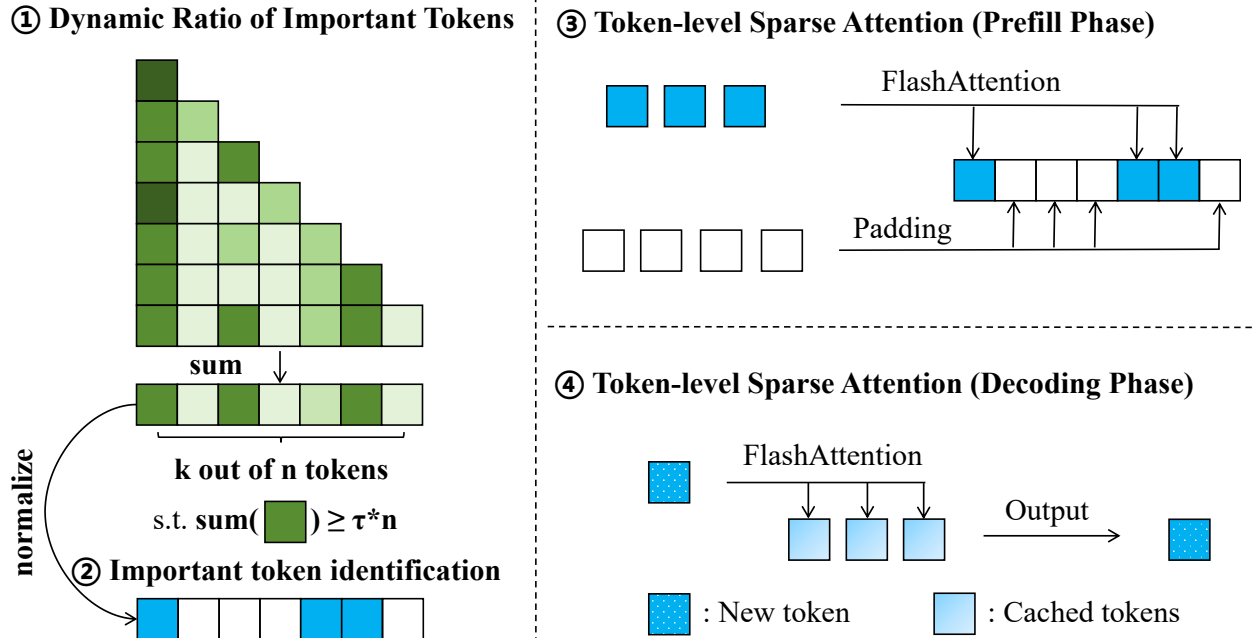 ① Dynamic Ratio of Important Tokens
sum
normalize
k out of n tokens
s.t. sum( ) ≥ τ*n
② Important token identification
③ Token-level Sparse Attention (Prefill Phase)
FlashAttention
Padding
④ Token-level Sparse Attention (Decoding Phase)
FlashAttention
Output
: New token
: Cached tokens